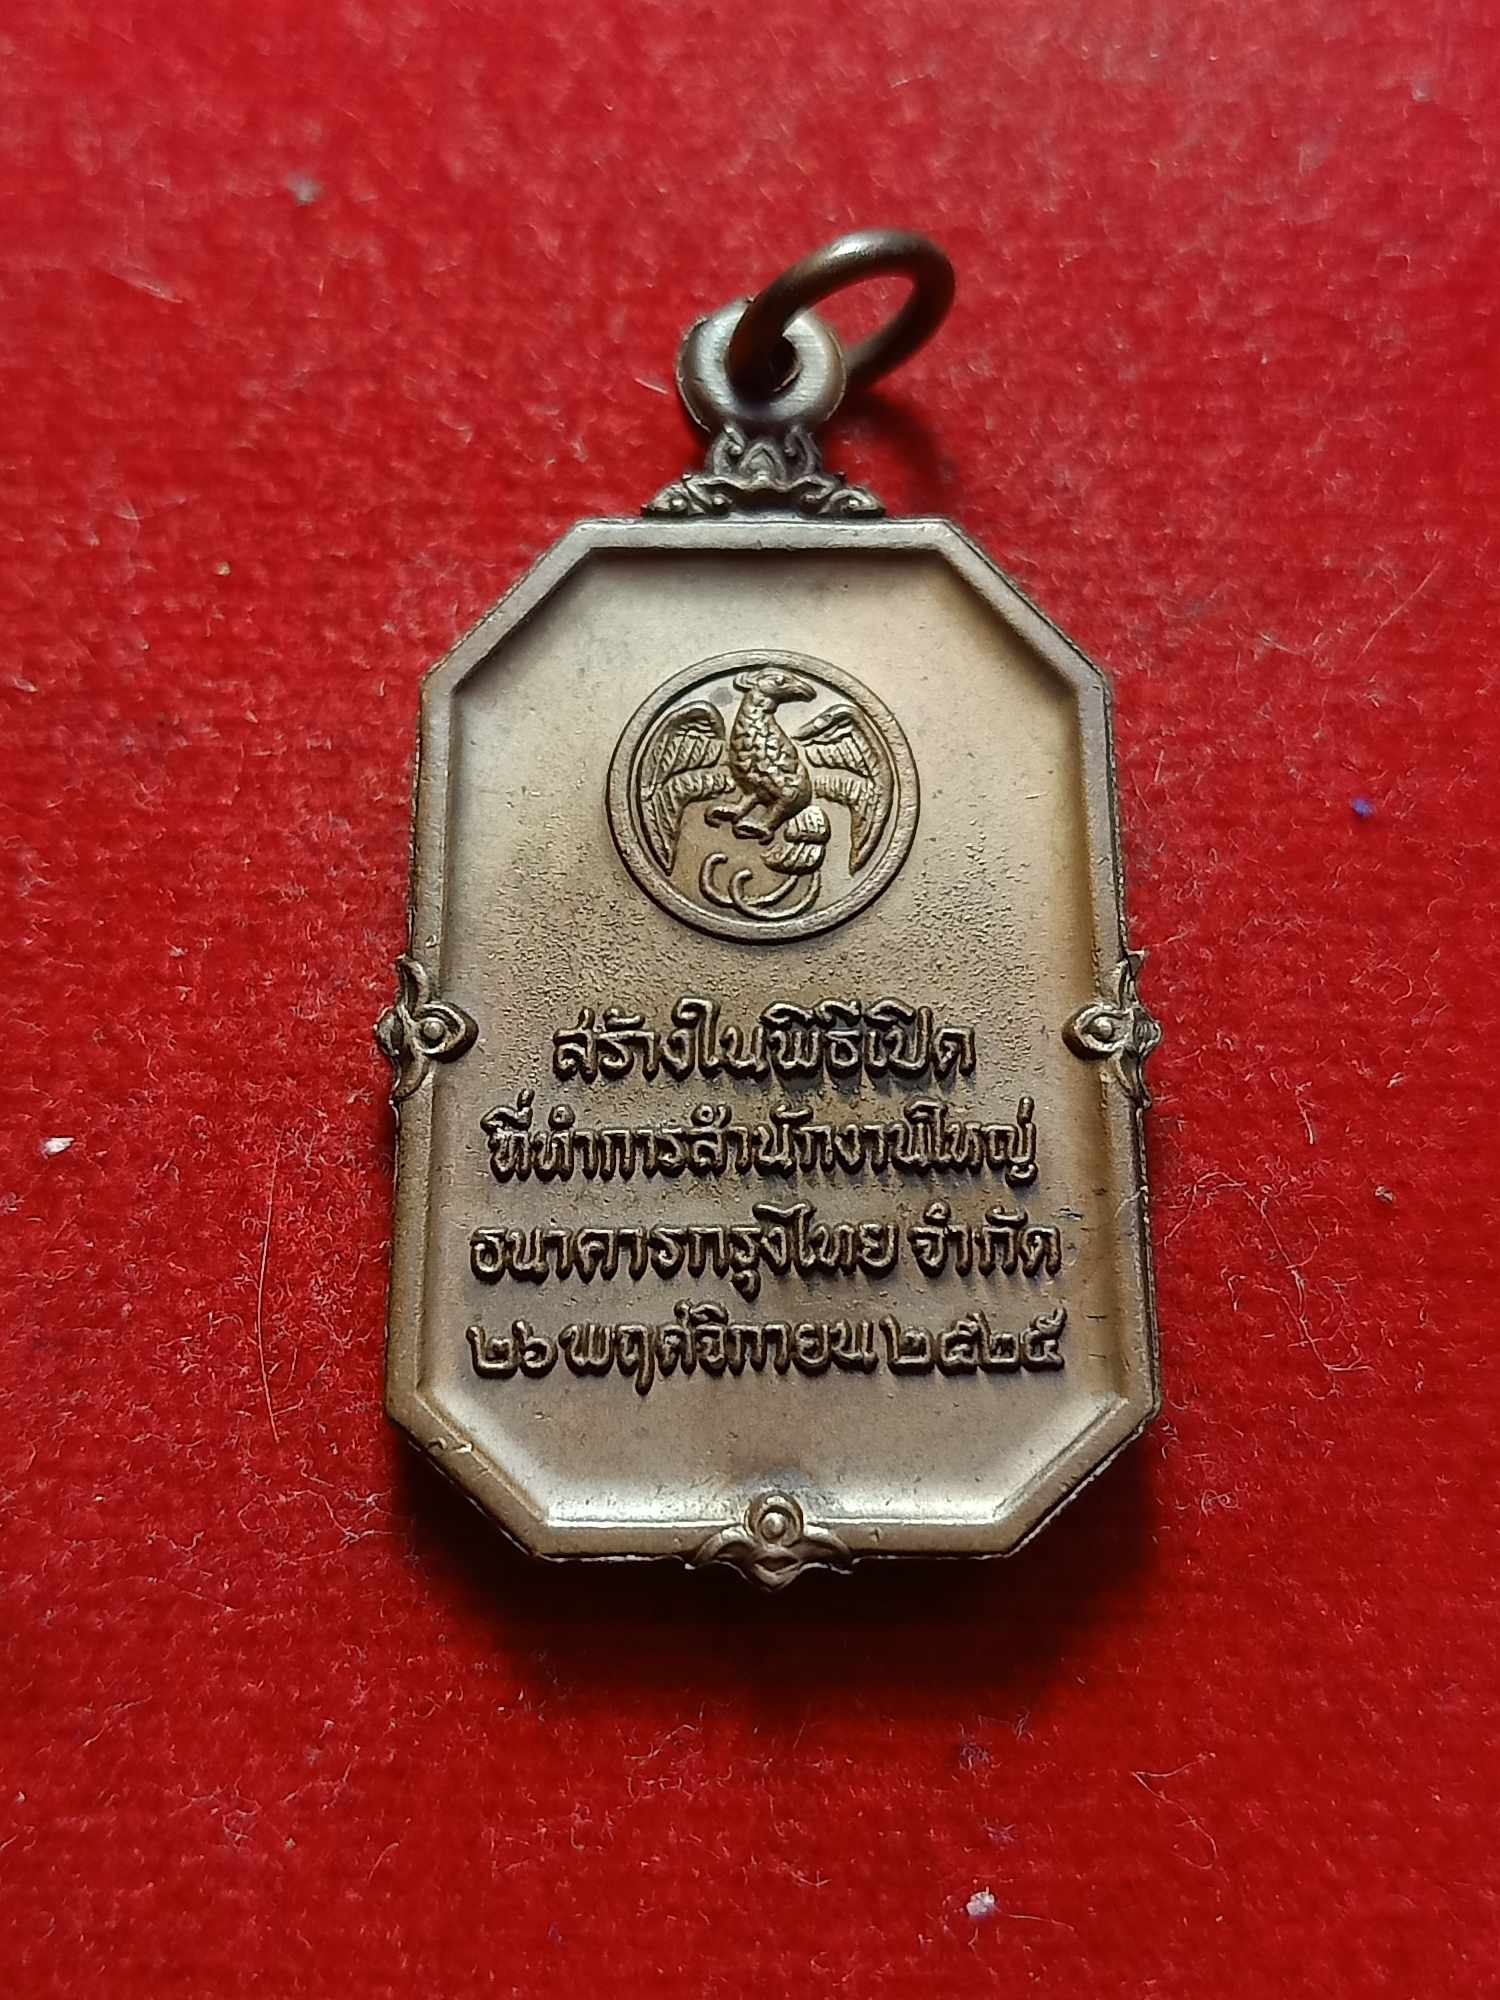 สร้างในพิธีเปิด
ที่ทำการสำนักงานใหญ่
ธนาคารกรุงไทย จำกัด
๒๖ พฤศจิกายน ๒๕๒๕